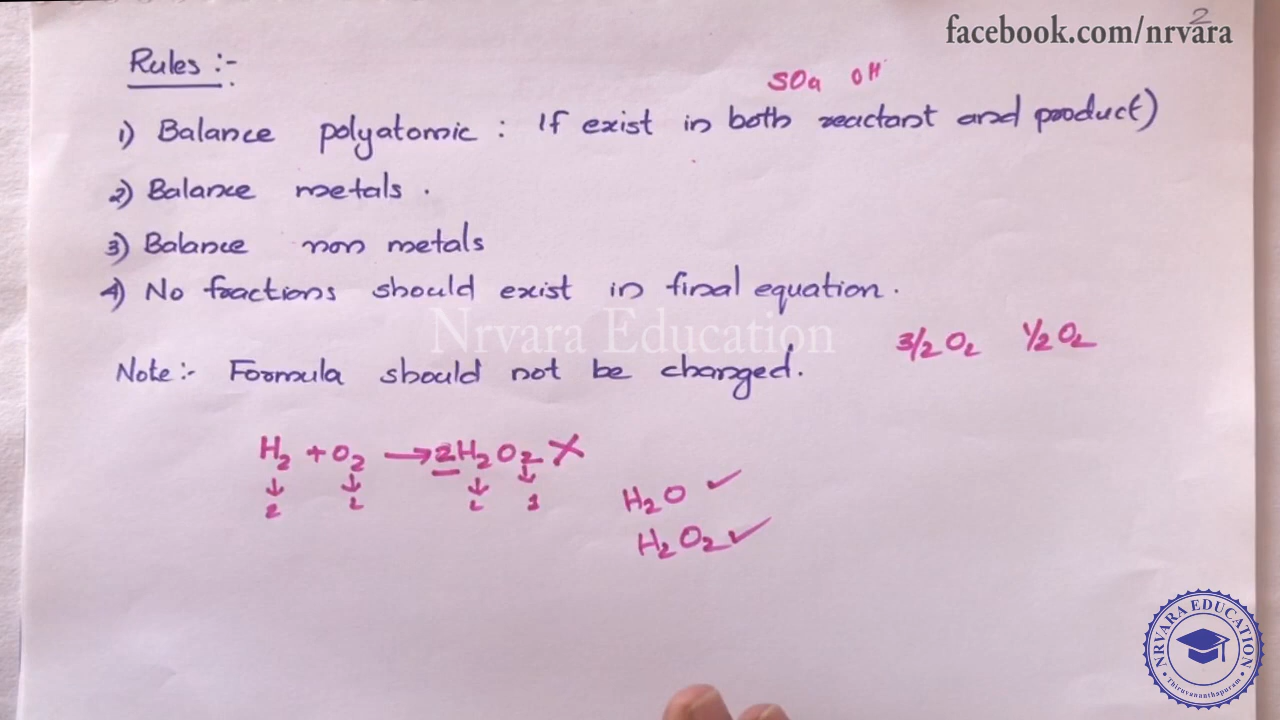 2
facebook.com/nrvara
Rules :-
SO4 OH
1) Balance polyatomic : If exist in both reactant and product)
2) Balance metals .
3) Balance non metals
4) No fractions should exist in final equation .
Nrvara Education
3/2 O2 1/2 O2
Note :- Formula should not be changed .
H2 + O2 → 2H2O2 X
2 2 2 1
H2O ✓
H2O2 ✓
NRVARA EDUCATION
Thiruvananthapuram